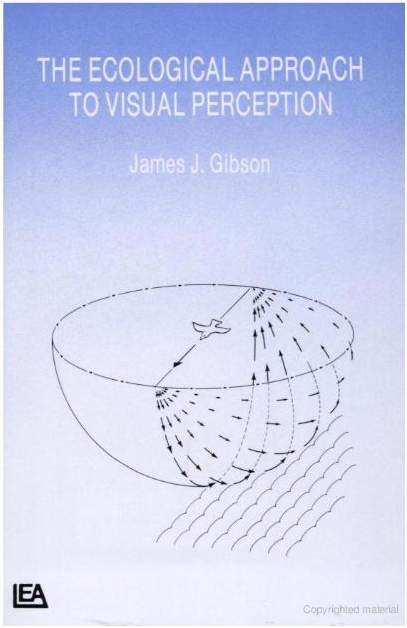 THE ECOLOGICAL APPROACH
TO VISUAL PERCEPTION
James J. Gibson
LEA
Copyrighted material